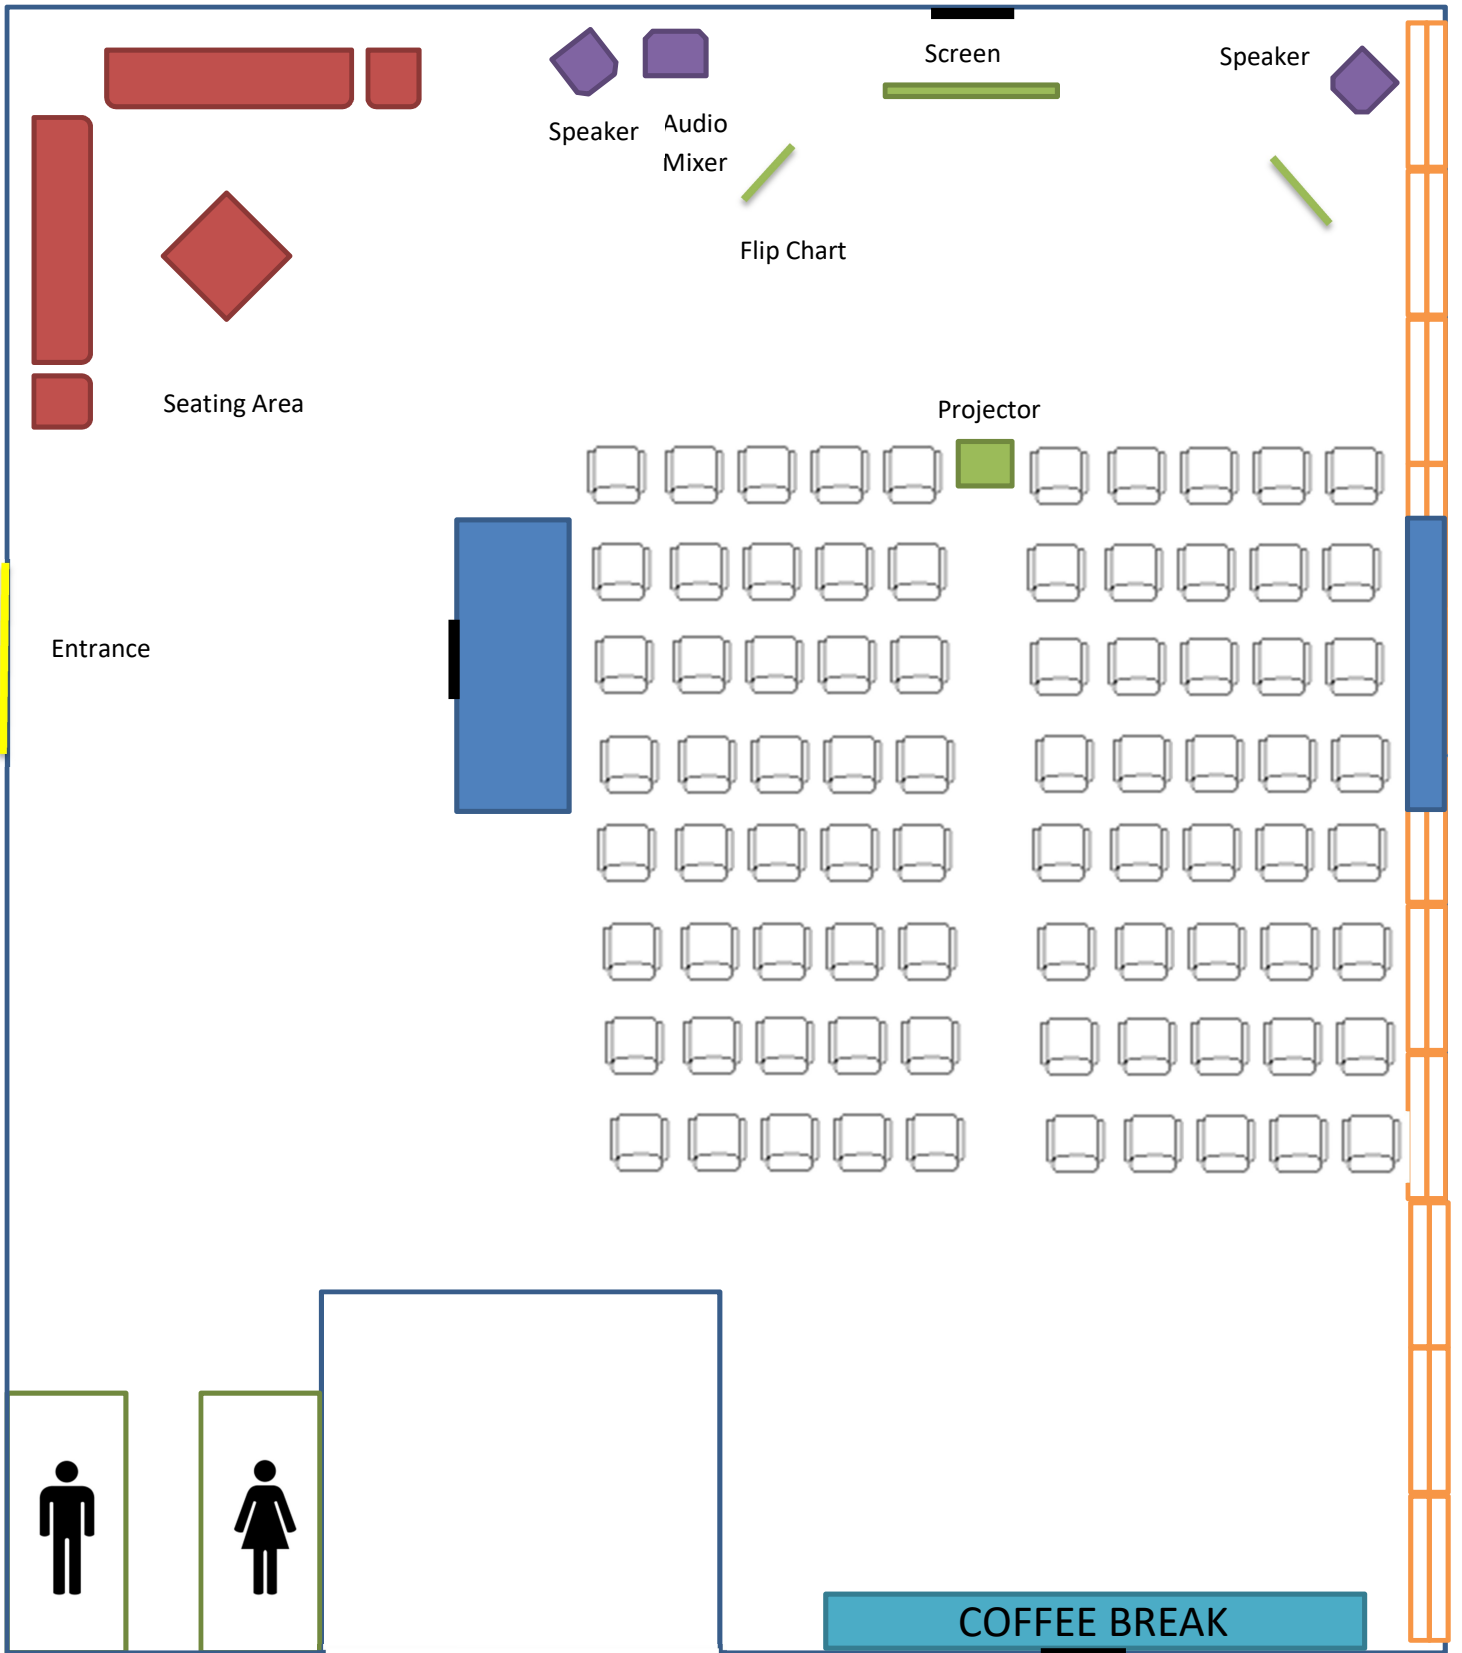 Screen
Speaker
Speaker
Audio
Mixer
Flip Chart
Seating Area
Projector
Entrance
COFFEE BREAK